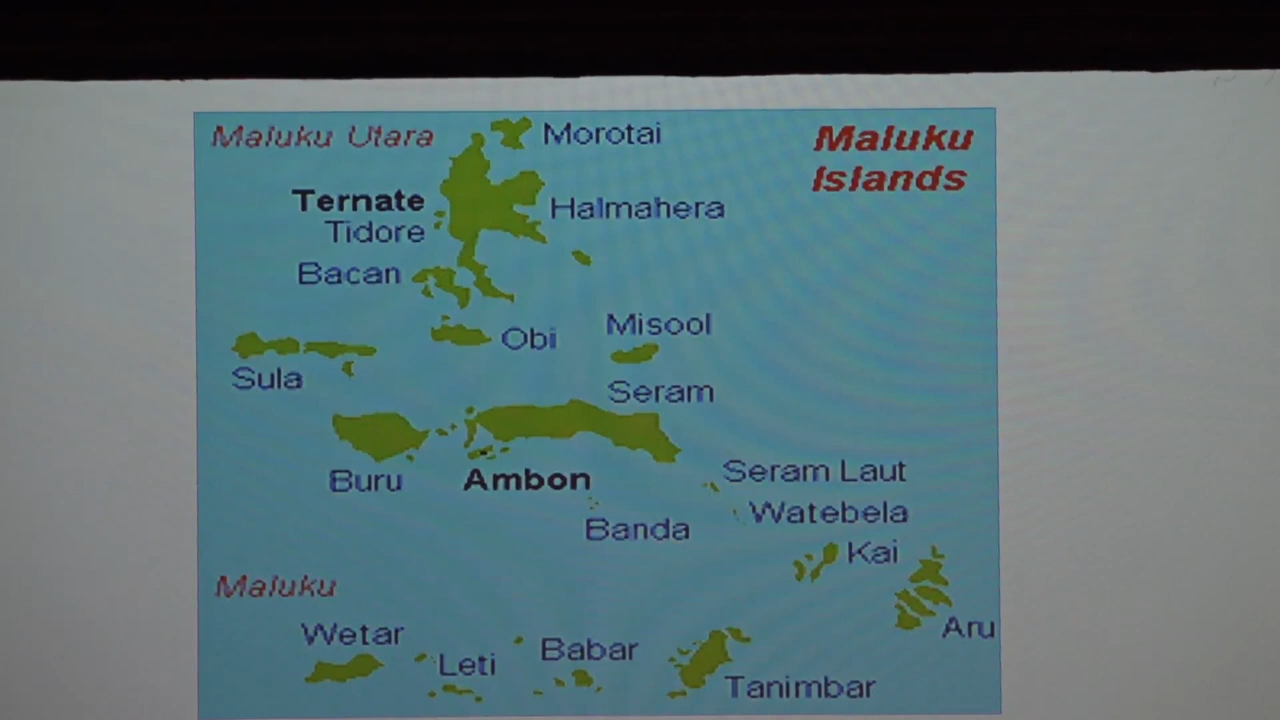 Maluku Utara
Morotai
Maluku
Islands
Ternate
Halmahera
Tidore
Bacan
Misool
Obi
Sula
Seram
Buru
Ambon
Seram Laut
Watebela
Banda
Kai
Maluku
Aru
Wetar
Babar
Leti
Tanimbar